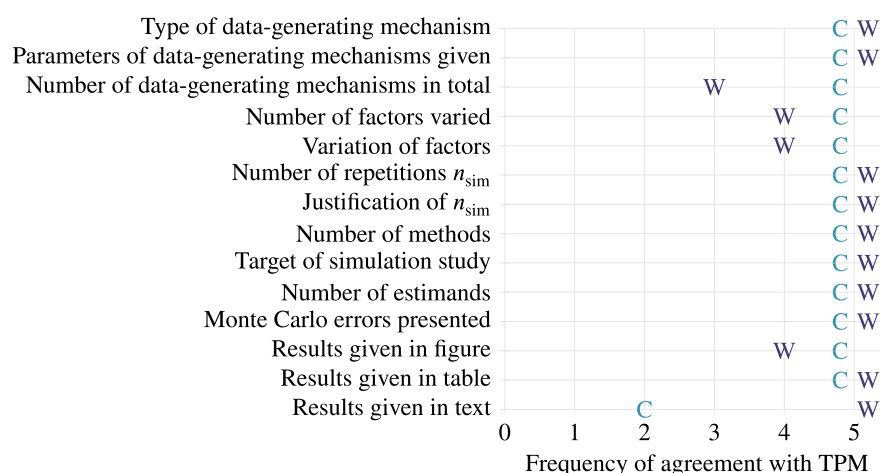 Type of data-generating mechanism C W
Parameters of data-generating mechanisms given C W
Number of data-generating mechanisms in total W C
Number of factors varied W C
Variation of factors W C
Number of repetitions nsim C W
Justification of nsim C W
Number of methods C W
Target of simulation study C W
Number of estimands C W
Monte Carlo errors presented C W
Results given in figure W C
Results given in table C W
Results given in text C W
0 1 2 3 4 5
Frequency of agreement with TPM